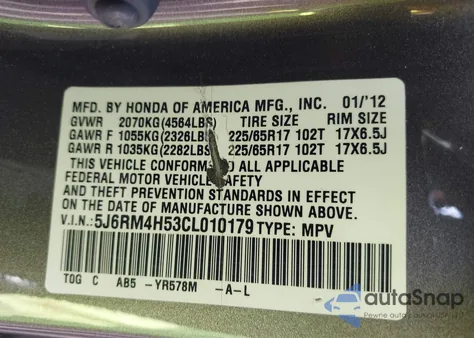 MFD. BY HONDA OF AMERICA MFG., INC. 01/'12
GVWR 2070KG(4564LBS) TIRE SIZE RIM SIZE
GAWR F 1055KG(2326LBS) 225/65R17 102T 17X6.5J
GAWR R 1035KG(2282LBS) 225/65R17 102T 17X6.5J
THIS VEHICLE CONFORMS TO ALL APPLICABLE
FEDERAL MOTOR VEHICLE SAFETY
AND THEFT PREVENTION STANDARDS IN EFFECT
ON THE DATE OF MANUFACTURE SHOWN ABOVE.
V.I.N.: 5J6RM4H53CL010179 TYPE: MPV
TOG C AB5 -YR578M -A-L
autoSnap
Pewne auto z